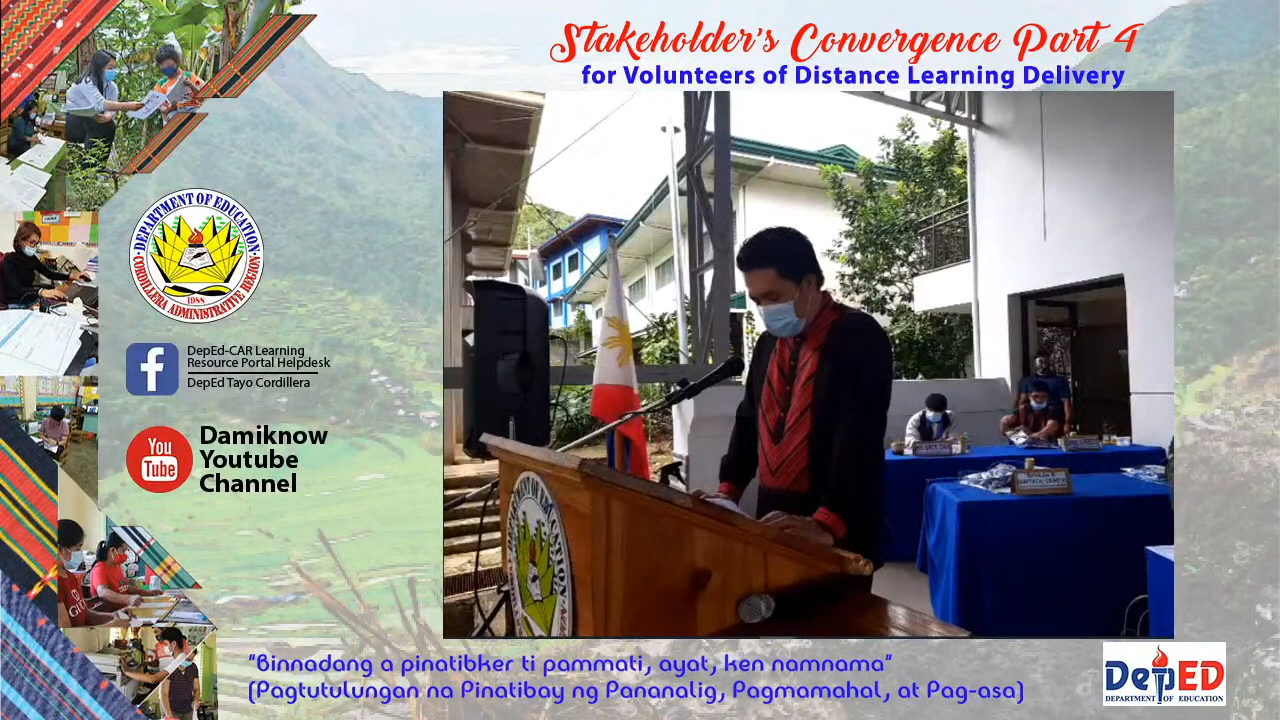 Stakeholder's Convergence Part 4
for Volunteers of Distance Learning Delivery
DEPARTMENT OF EDUCATION
CORDILLERA ADMINISTRATIVE REGION
1988
DepEd-CAR Learning
Resource Portal Helpdesk
DepEd Tayo Cordillera
You
Tube
Damiknow
Youtube
Channel
"Binnadang a pinatibker ti pammati, ayat, ken namnama"
(Pagtutulungan na Pinatibay ng Pananalig, Pagmamahal, at Pag-asa)
DepED
DEPARTMENT OF EDUCATION